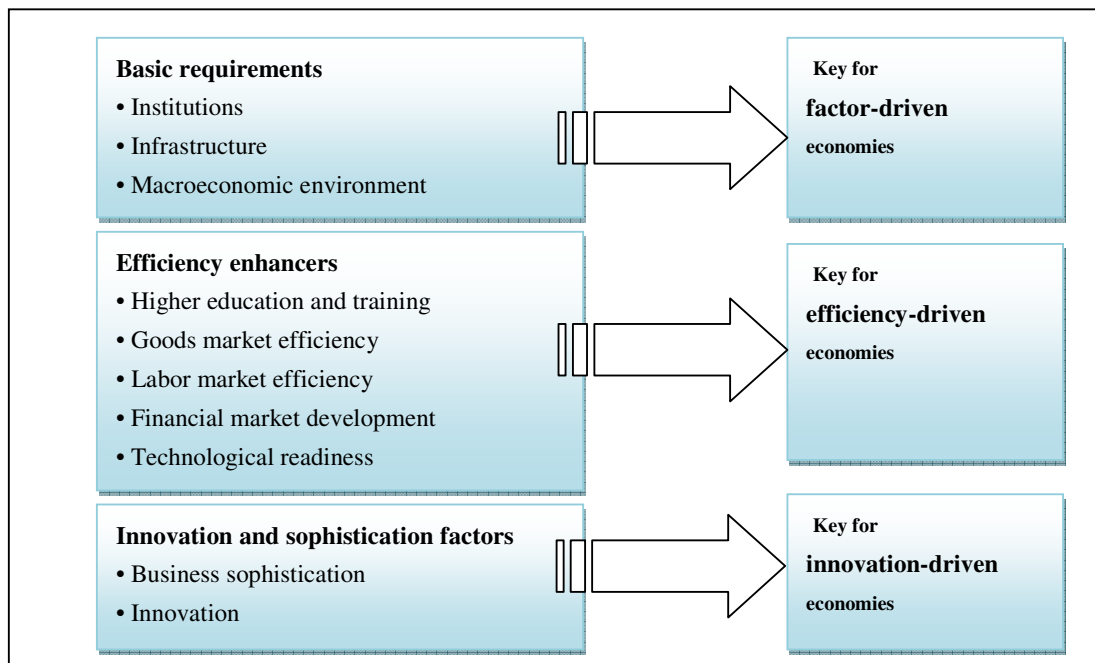 Basic requirements
• Institutions
• Infrastructure
• Macroeconomic environment
Key for
factor-driven
economies
Efficiency enhancers
• Higher education and training
• Goods market efficiency
• Labor market efficiency
• Financial market development
• Technological readiness
Key for
efficiency-driven
economies
Innovation and sophistication factors
• Business sophistication
• Innovation
Key for
innovation-driven
economies